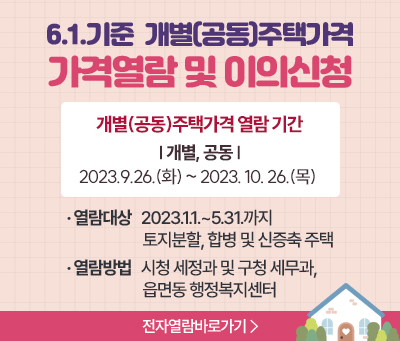 6.1.기준 개별(공동)주택가격
가격열람 및 이의신청
개별(공동)주택가격 열람 기간
I 개별, 공동 I
2023.9.26.(화) ~ 2023. 10. 26.(목)
· 열람대상 2023.1.1.~5.31.까지
토지분할, 합병 및 신증축 주택
· 열람방법 시청 세정과 및 구청 세무과,
읍면동 행정복지센터
전자열람바로가기 >